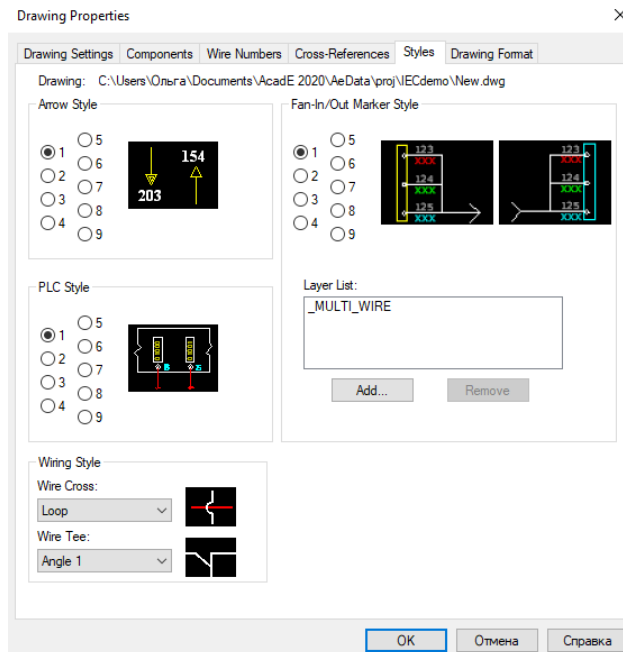 Drawing Properties
Drawing Settings Components Wire Numbers Cross-References Styles Drawing Format
Drawing: C:\Users\Ольга\Documents\AcadE 2020\AeData\proj\IECdemo\New.dwg
Arrow Style
1
2
3
4
5
6
7
8
9
203
154
Fan-In/Out Marker Style
1
2
3
4
5
6
7
8
9
123
XXX
124
XXX
125
XXX
123
XXX
124
XXX
125
XXX
PLC Style
1
2
3
4
5
6
7
8
9
Layer List:
_MULTI_WIRE
Add...
Remove
Wiring Style
Wire Cross:
Loop
Wire Tee:
Angle 1
OK
Отмена
Справка